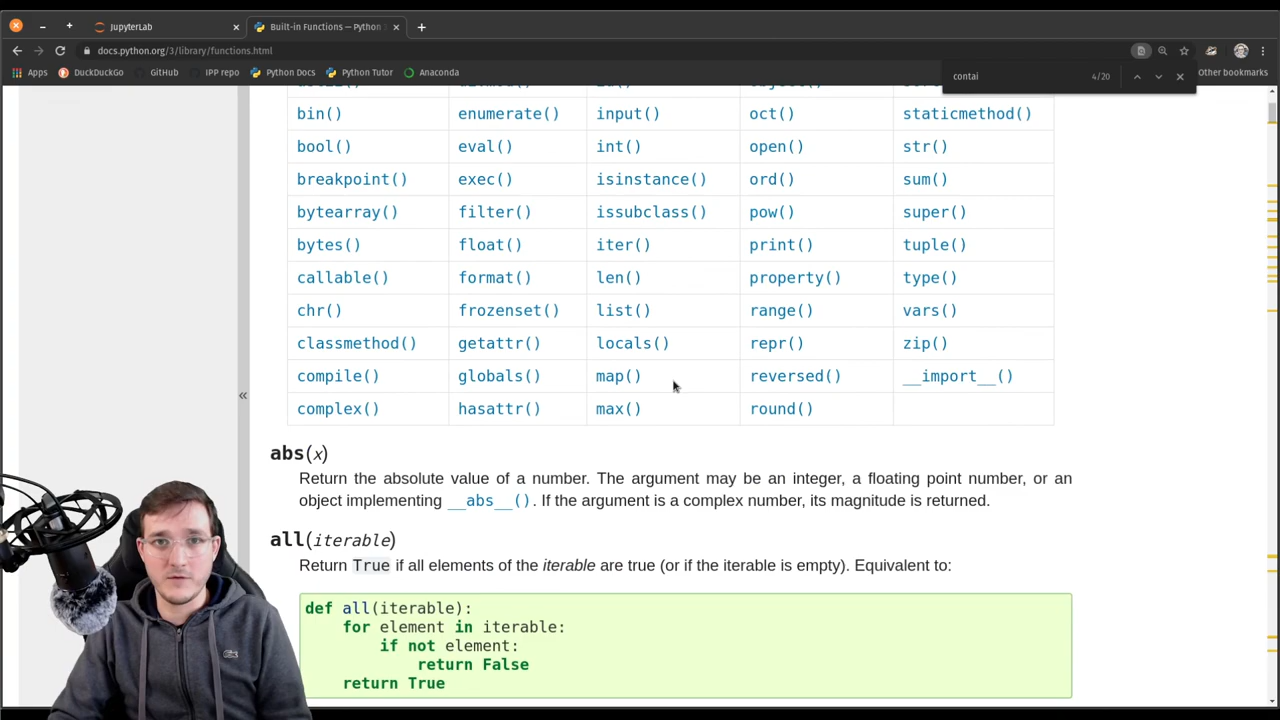 JupyterLab
Built-in Functions — Python
docs.python.org/3/library/functions.html
Apps DuckDuckGo GitHub IPP repo Python Docs Python Tutor Anaconda
contai 4/20
Other bookmarks
bin() enumerate() input() oct() staticmethod()
bool() eval() int() open() str()
breakpoint() exec() isinstance() ord() sum()
bytearray() filter() issubclass() pow() super()
bytes() float() iter() print() tuple()
callable() format() len() property() type()
chr() frozenset() list() range() vars()
classmethod() getattr() locals() repr() zip()
compile() globals() map() reversed() __import__()
complex() hasattr() max() round()
«
abs(x)
Return the absolute value of a number. The argument may be an integer, a floating point number, or an
object implementing __abs__(). If the argument is a complex number, its magnitude is returned.
all(iterable)
Return True if all elements of the iterable are true (or if the iterable is empty). Equivalent to:
def all(iterable):
    for element in iterable:
        if not element:
            return False
    return True